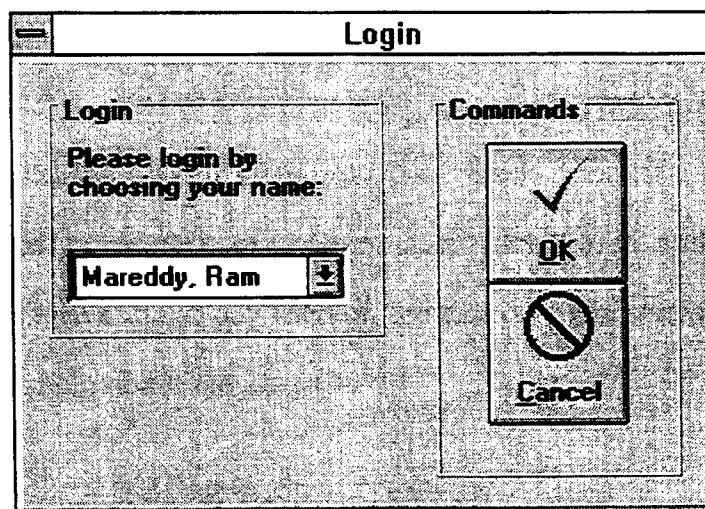 Login
Login
Please login by
choosing your name:
Mareddy, Ram
Commands
OK
Cancel